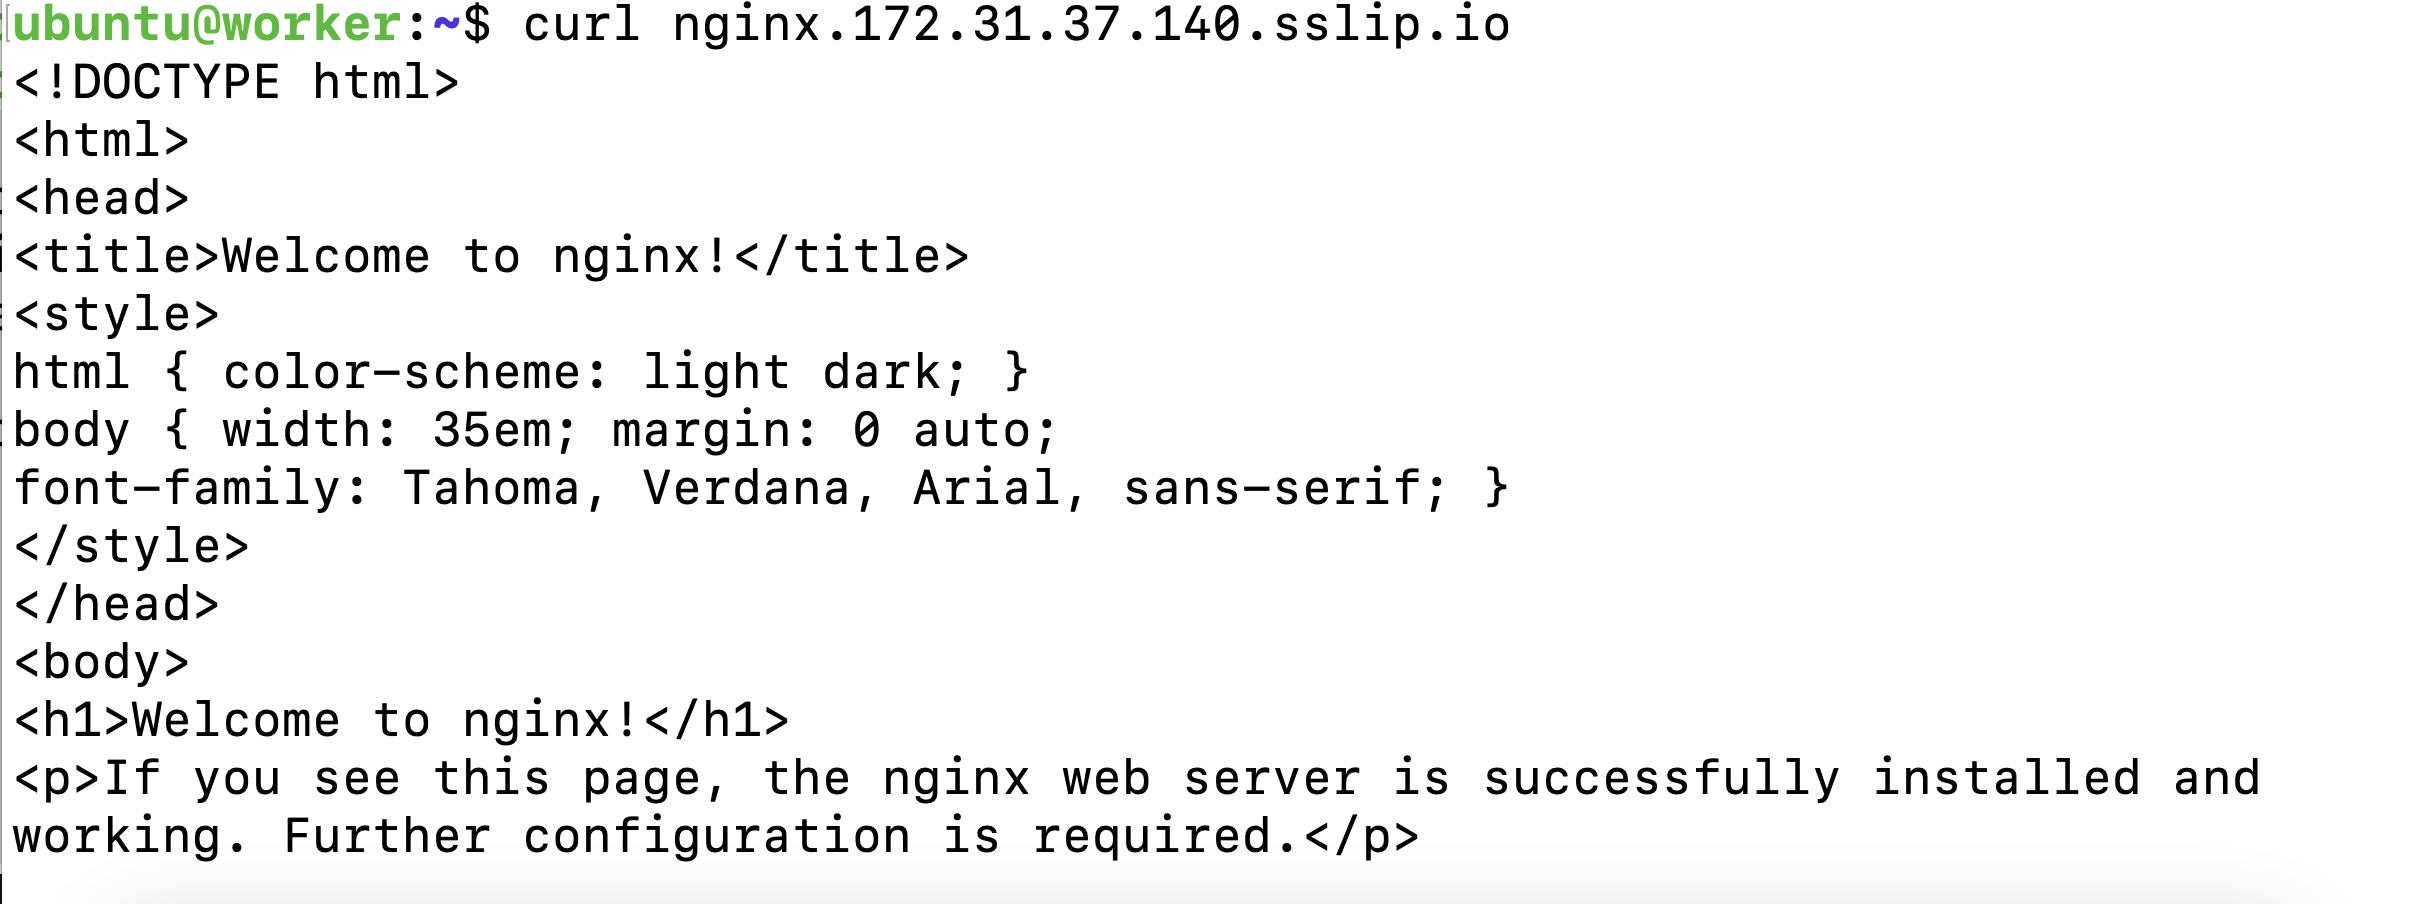 ubuntu@worker:~$ curl nginx.172.31.37.140.sslip.io
<!DOCTYPE html>
<html>
<head>
<title>Welcome to nginx!</title>
<style>
html { color-scheme: light dark; }
body { width: 35em; margin: 0 auto;
font-family: Tahoma, Verdana, Arial, sans-serif; }
</style>
</head>
<body>
<h1>Welcome to nginx!</h1>
<p>If you see this page, the nginx web server is successfully installed and
working. Further configuration is required.</p>